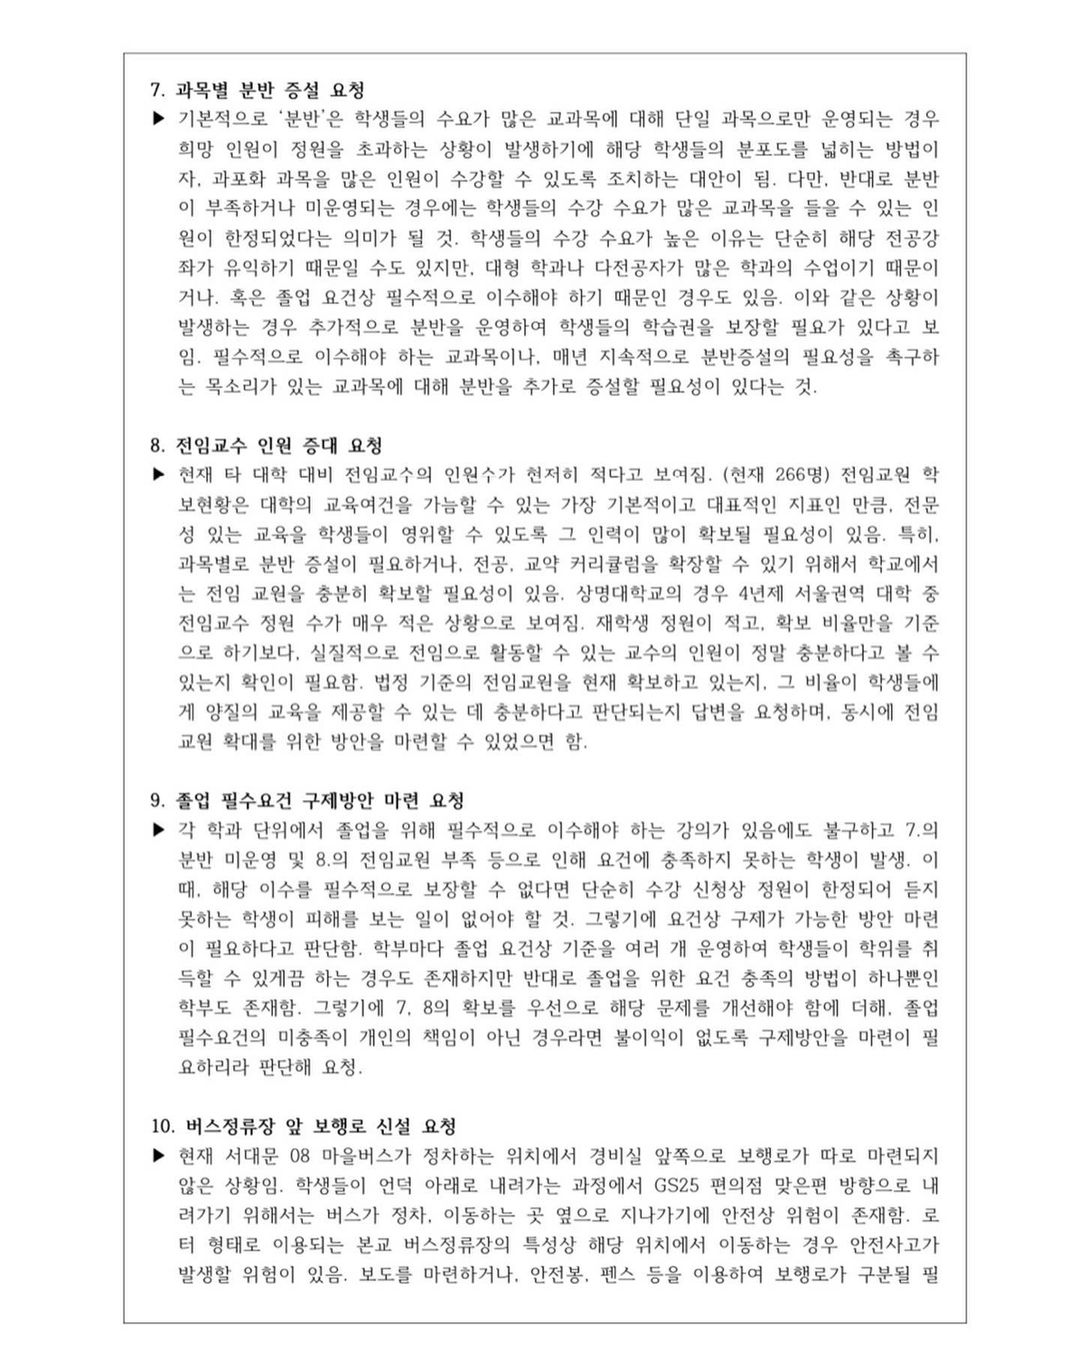 7. 과목별 분반 증설 요청
▶ 기본적으로 '분반'은 학생들의 수요가 많은 교과목에 대해 단일 과목으로만 운영되는 경우
희망 인원이 정원을 초과하는 상황이 발생하기에 해당 학생들의 분포도를 넓히는 방법이
자, 과포화 과목을 많은 인원이 수강할 수 있도록 조치하는 대안이 됨. 다만, 반대로 분반
이 부족하거나 미운영되는 경우에는 학생들의 수강 수요가 많은 교과목을 들을 수 있는 인
원이 한정되었다는 의미가 될 것. 학생들의 수강 수요가 높은 이유는 단순히 해당 전공강
좌가 유익하기 때문일 수도 있지만, 대형 학과나 다전공자가 많은 학과의 수업이기 때문이
거나. 혹은 졸업 요건상 필수적으로 이수해야 하기 때문인 경우도 있음. 이와 같은 상황이
발생하는 경우 추가적으로 분반을 운영하여 학생들의 학습권을 보장할 필요가 있다고 보
임. 필수적으로 이수해야 하는 교과목이나, 매년 지속적으로 분반증설의 필요성을 촉구하
는 목소리가 있는 교과목에 대해 분반을 추가로 증설할 필요성이 있다는 것.
8. 전임교수 인원 증대 요청
▶ 현재 타 대학 대비 전임교수의 인원수가 현저히 적다고 보여짐. (현재 266명) 전임교원 학
보현황은 대학의 교육여건을 가늠할 수 있는 가장 기본적이고 대표적인 지표인 만큼, 전문
성 있는 교육을 학생들이 영위할 수 있도록 그 인력이 많이 확보될 필요성이 있음. 특히,
과목별로 분반 증설이 필요하거나, 전공, 교약 커리큘럼을 확장할 수 있기 위해서 학교에서
는 전임 교원을 충분히 확보할 필요성이 있음. 상명대학교의 경우 4년제 서울권역 대학 중
전임교수 정원 수가 매우 적은 상황으로 보여짐. 재학생 정원이 적고, 확보 비율만을 기준
으로 하기보다, 실질적으로 전임으로 활동할 수 있는 교수의 인원이 정말 충분하다고 볼 수
있는지 확인이 필요함. 법정 기준의 전임교원을 현재 확보하고 있는지, 그 비율이 학생들에
게 양질의 교육을 제공할 수 있는 데 충분하다고 판단되는지 답변을 요청하며, 동시에 전임
교원 확대를 위한 방안을 마련할 수 있었으면 함.
9. 졸업 필수요건 구제방안 마련 요청
▶ 각 학과 단위에서 졸업을 위해 필수적으로 이수해야 하는 강의가 있음에도 불구하고 7.의
분반 미운영 및 8.의 전임교원 부족 등으로 인해 요건에 충족하지 못하는 학생이 발생. 이
때, 해당 이수를 필수적으로 보장할 수 없다면 단순히 수강 신청상 정원이 한정되어 듣지
못하는 학생이 피해를 보는 일이 없어야 할 것. 그렇기에 요건상 구제가 가능한 방안 마련
이 필요하다고 판단함. 학부마다 졸업 요건상 기준을 여러 개 운영하여 학생들이 학위를 취
득할 수 있게끔 하는 경우도 존재하지만 반대로 졸업을 위한 요건 충족의 방법이 하나뿐인
학부도 존재함. 그렇기에 7, 8의 확보를 우선으로 해당 문제를 개선해야 함에 더해, 졸업
필수요건의 미충족이 개인의 책임이 아닌 경우라면 불이익이 없도록 구제방안을 마련이 필
요하리라 판단해 요청.
10. 버스정류장 앞 보행로 신설 요청
▶ 현재 서대문 08 마을버스가 정차하는 위치에서 경비실 앞쪽으로 보행로가 따로 마련되지
않은 상황임. 학생들이 언덕 아래로 내려가는 과정에서 GS25 편의점 맞은편 방향으로 내
려가기 위해서는 버스가 정차, 이동하는 곳 옆으로 지나가기에 안전상 위험이 존재함. 로
터 형태로 이용되는 본교 버스정류장의 특성상 해당 위치에서 이동하는 경우 안전사고가
발생할 위험이 있음. 보도를 마련하거나, 안전봉, 펜스 등을 이용하여 보행로가 구분될 필